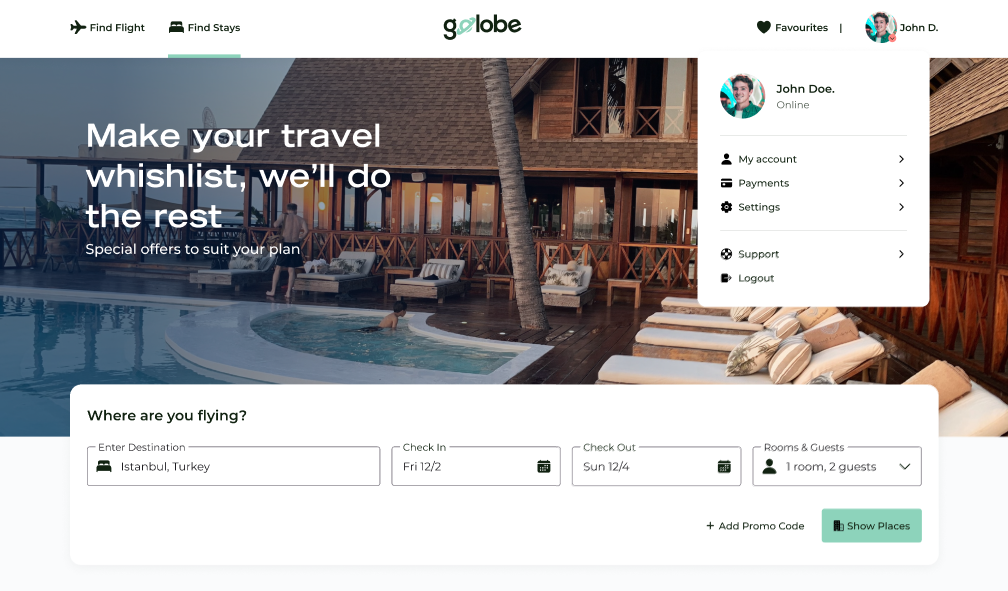 Find Flight
Find Stays
golobe
Favourites |
John D.
John Doe.
Online
My account
Payments
Settings
Support
Logout
Make your travel
whishlist, we’ll do
the rest
Special offers to suit your plan
Where are you flying?
Enter Destination
Istanbul, Turkey
Check In
Fri 12/2
Check Out
Sun 12/4
Rooms & Guests
1 room, 2 guests
+ Add Promo Code
Show Places